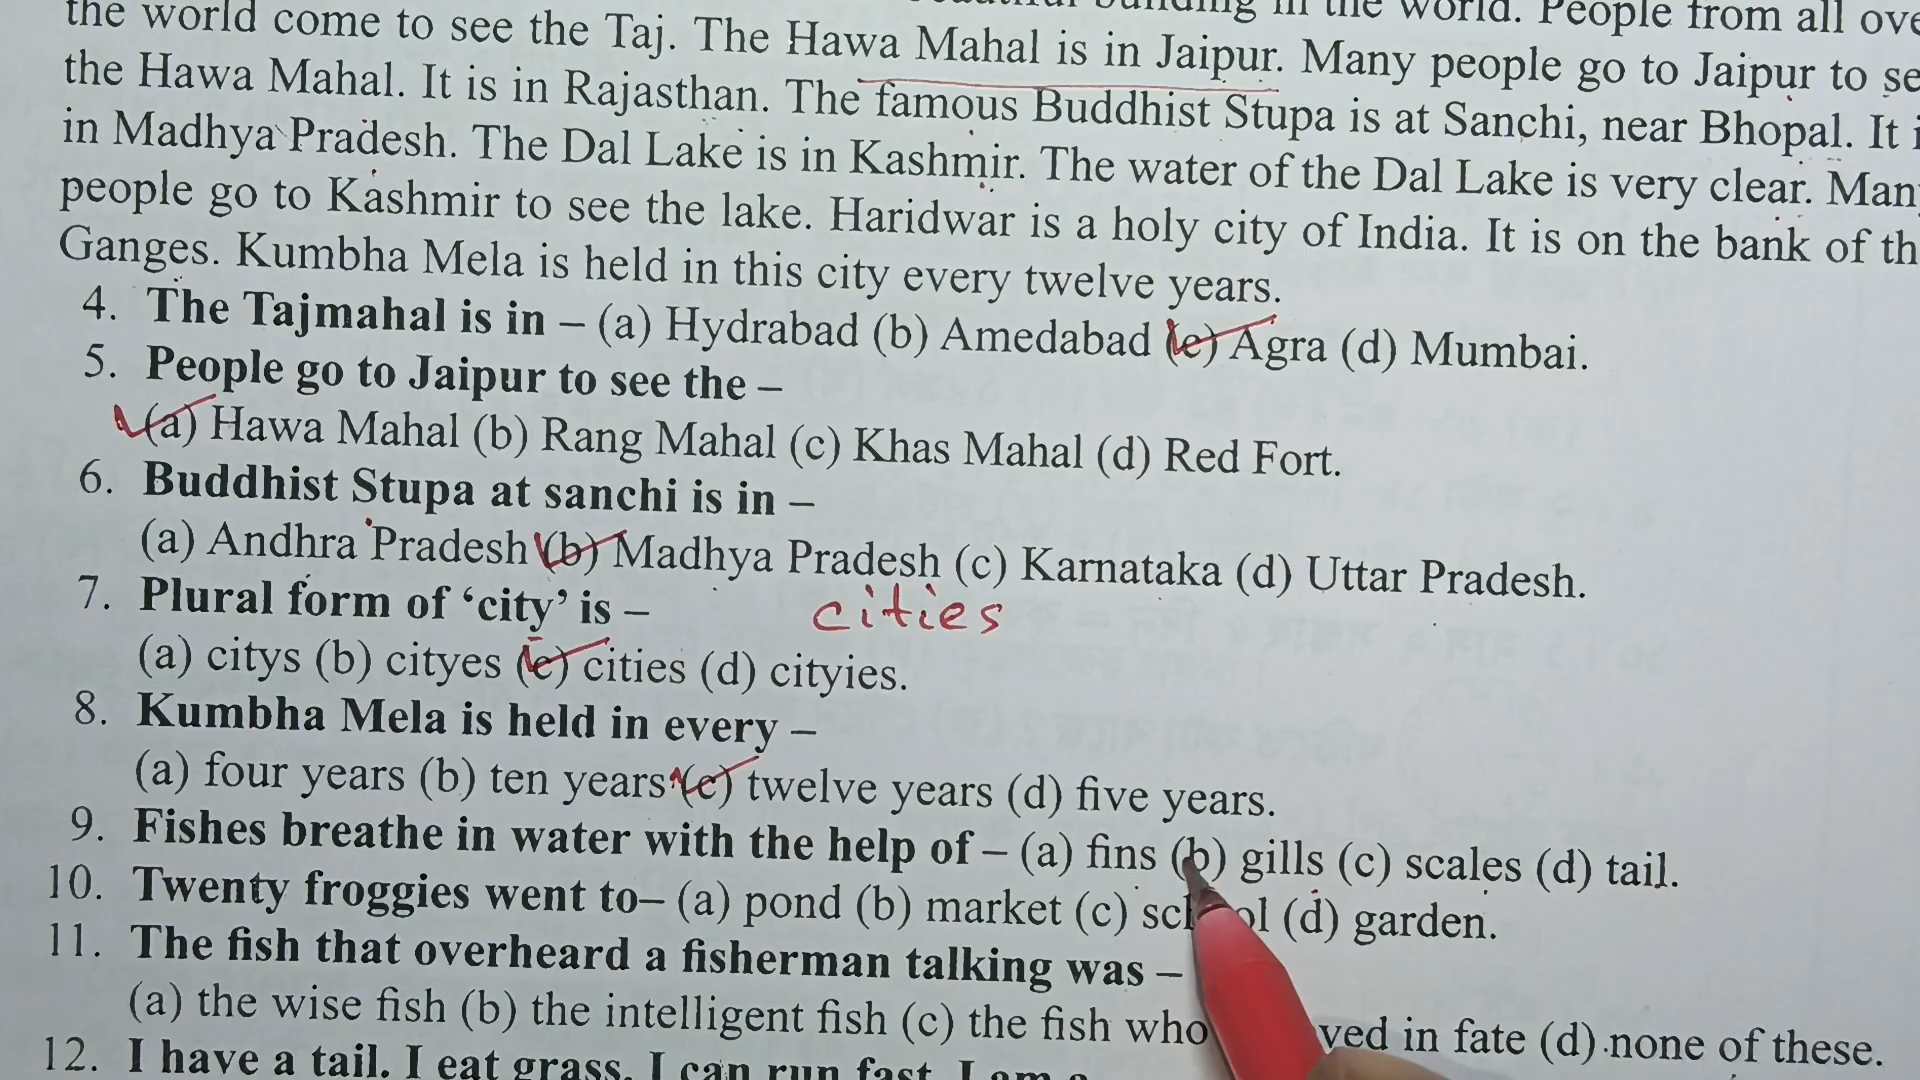 the world come to see the Taj. The Hawa Mahal is in Jaipur. Many people go to Jaipur to se
the Hawa Mahal. It is in Rajasthan. The famous Buddhist Stupa is at Sanchi, near Bhopal. It i
in Madhya Pradesh. The Dal Lake is in Kashmir. The water of the Dal Lake is very clear. Man
people go to Kashmir to see the lake. Haridwar is a holy city of India. It is on the bank of th
Ganges. Kumbha Mela is held in this city every twelve years.
4. The Tajmahal is in – (a) Hydrabad (b) Amedabad (c) Agra (d) Mumbai.
5. People go to Jaipur to see the –
(a) Hawa Mahal (b) Rang Mahal (c) Khas Mahal (d) Red Fort.
6. Buddhist Stupa at sanchi is in –
(a) Andhra Pradesh (b) Madhya Pradesh (c) Karnataka (d) Uttar Pradesh.
7. Plural form of ‘city’ is – cities
(a) citys (b) cityes (c) cities (d) cityies.
8. Kumbha Mela is held in every –
(a) four years (b) ten years (c) twelve years (d) five years.
9. Fishes breathe in water with the help of – (a) fins (b) gills (c) scales (d) tail.
10. Twenty froggies went to– (a) pond (b) market (c) (d) garden.
11. The fish that overheard a fisherman talking was –
(a) the wise fish (b) the intelligent fish (c) the fish who in fate (d) none of these.
12. I have a tail. I eat grass. I can run fast. I am a